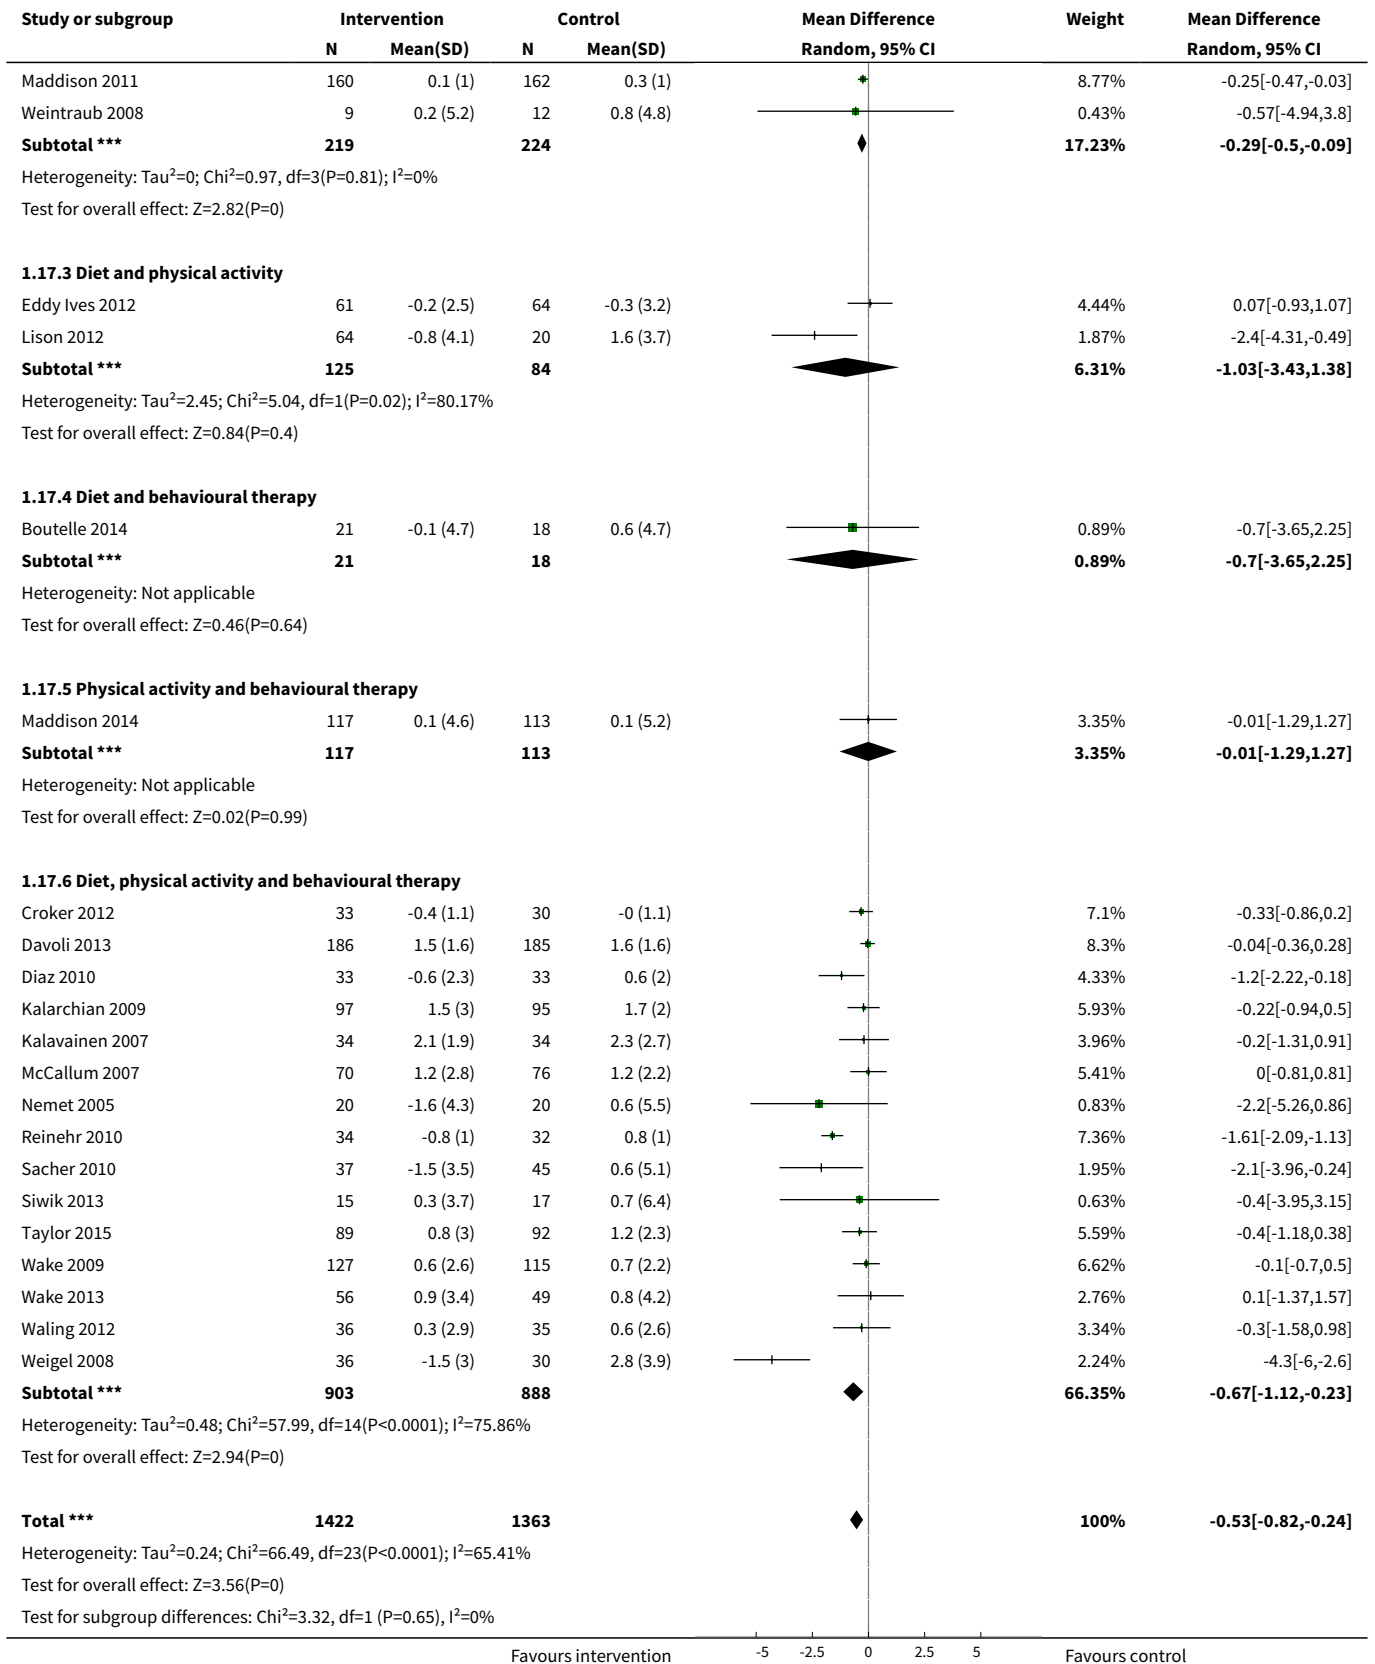 Study or subgroup Intervention Control Mean Difference Weight Mean Difference
N Mean(SD) N Mean(SD) Random, 95% CI Random, 95% CI
Maddison 2011 160 0.1 (1) 162 0.3 (1) 8.77% -0.25[-0.47,-0.03]
Weintraub 2008 9 0.2 (5.2) 12 0.8 (4.8) 0.43% -0.57[-4.94,3.8]
Subtotal *** 219 224 17.23% -0.29[-0.5,-0.09]
Heterogeneity: Tau²=0; Chi²=0.97, df=3(P=0.81); I²=0%
Test for overall effect: Z=2.82(P=0)
1.17.3 Diet and physical activity
Eddy Ives 2012 61 -0.2 (2.5) 64 -0.3 (3.2) 4.44% 0.07[-0.93,1.07]
Lison 2012 64 -0.8 (4.1) 20 1.6 (3.7) 1.87% -2.4[-4.31,-0.49]
Subtotal *** 125 84 6.31% -1.03[-3.43,1.38]
Heterogeneity: Tau²=2.45; Chi²=5.04, df=1(P=0.02); I²=80.17%
Test for overall effect: Z=0.84(P=0.4)
1.17.4 Diet and behavioural therapy
Boutelle 2014 21 -0.1 (4.7) 18 0.6 (4.7) 0.89% -0.7[-3.65,2.25]
Subtotal *** 21 18 0.89% -0.7[-3.65,2.25]
Heterogeneity: Not applicable
Test for overall effect: Z=0.46(P=0.64)
1.17.5 Physical activity and behavioural therapy
Maddison 2014 117 0.1 (4.6) 113 0.1 (5.2) 3.35% -0.01[-1.29,1.27]
Subtotal *** 117 113 3.35% -0.01[-1.29,1.27]
Heterogeneity: Not applicable
Test for overall effect: Z=0.02(P=0.99)
1.17.6 Diet, physical activity and behavioural therapy
Croker 2012 33 -0.4 (1.1) 30 -0 (1.1) 7.1% -0.33[-0.86,0.2]
Davoli 2013 186 1.5 (1.6) 185 1.6 (1.6) 8.3% -0.04[-0.36,0.28]
Diaz 2010 33 -0.6 (2.3) 33 0.6 (2) 4.33% -1.2[-2.22,-0.18]
Kalarchian 2009 97 1.5 (3) 95 1.7 (2) 5.93% -0.22[-0.94,0.5]
Kalavainen 2007 34 2.1 (1.9) 34 2.3 (2.7) 3.96% -0.2[-1.31,0.91]
McCallum 2007 70 1.2 (2.8) 76 1.2 (2.2) 5.41% 0[-0.81,0.81]
Nemet 2005 20 -1.6 (4.3) 20 0.6 (5.5) 0.83% -2.2[-5.26,0.86]
Reinehr 2010 34 -0.8 (1) 32 0.8 (1) 7.36% -1.61[-2.09,-1.13]
Sacher 2010 37 -1.5 (3.5) 45 0.6 (5.1) 1.95% -2.1[-3.96,-0.24]
Siwik 2013 15 0.3 (3.7) 17 0.7 (6.4) 0.63% -0.4[-3.95,3.15]
Taylor 2015 89 0.8 (3) 92 1.2 (2.3) 5.59% -0.4[-1.18,0.38]
Wake 2009 127 0.6 (2.6) 115 0.7 (2.2) 6.62% -0.1[-0.7,0.5]
Wake 2013 56 0.9 (3.4) 49 0.8 (4.2) 2.76% 0.1[-1.37,1.57]
Waling 2012 36 0.3 (2.9) 35 0.6 (2.6) 3.34% -0.3[-1.58,0.98]
Weigel 2008 36 -1.5 (3) 30 2.8 (3.9) 2.24% -4.3[-6,-2.6]
Subtotal *** 903 888 66.35% -0.67[-1.12,-0.23]
Heterogeneity: Tau²=0.48; Chi²=57.99, df=14(P<0.0001); I²=75.86%
Test for overall effect: Z=2.94(P=0)
Total *** 1422 1363 100% -0.53[-0.82,-0.24]
Heterogeneity: Tau²=0.24; Chi²=66.49, df=23(P<0.0001); I²=65.41%
Test for overall effect: Z=3.56(P=0)
Test for subgroup differences: Chi²=3.32, df=1 (P=0.65), I²=0%
Favours intervention -5 -2.5 0 2.5 5 Favours control